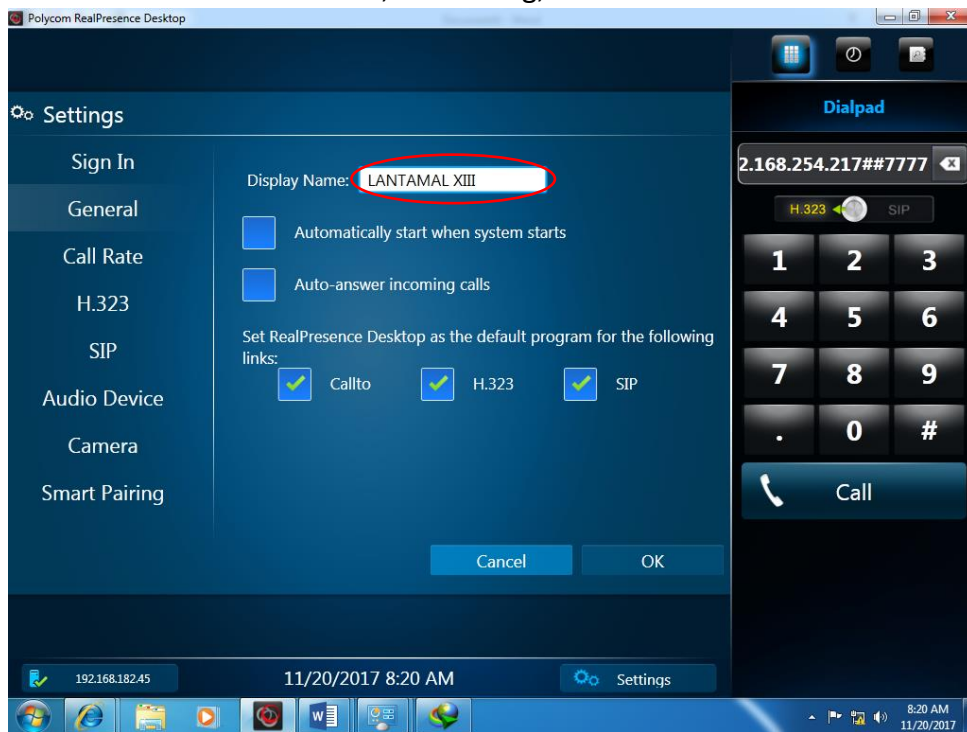 Polycom RealPresence Desktop
Settings
Dialpad
Sign In
General
Call Rate
H.323
SIP
Audio Device
Camera
Smart Pairing
Display Name: LANTAMAL XIII
Automatically start when system starts
Auto-answer incoming calls
Set RealPresence Desktop as the default program for the following
links:
Callto H.323 SIP
Cancel OK
2.168.254.217##7777
H.323 SIP
1 2 3
4 5 6
7 8 9
. 0 #
Call
192.168.182.45 11/20/2017 8:20 AM Settings
8:20 AM
11/20/2017